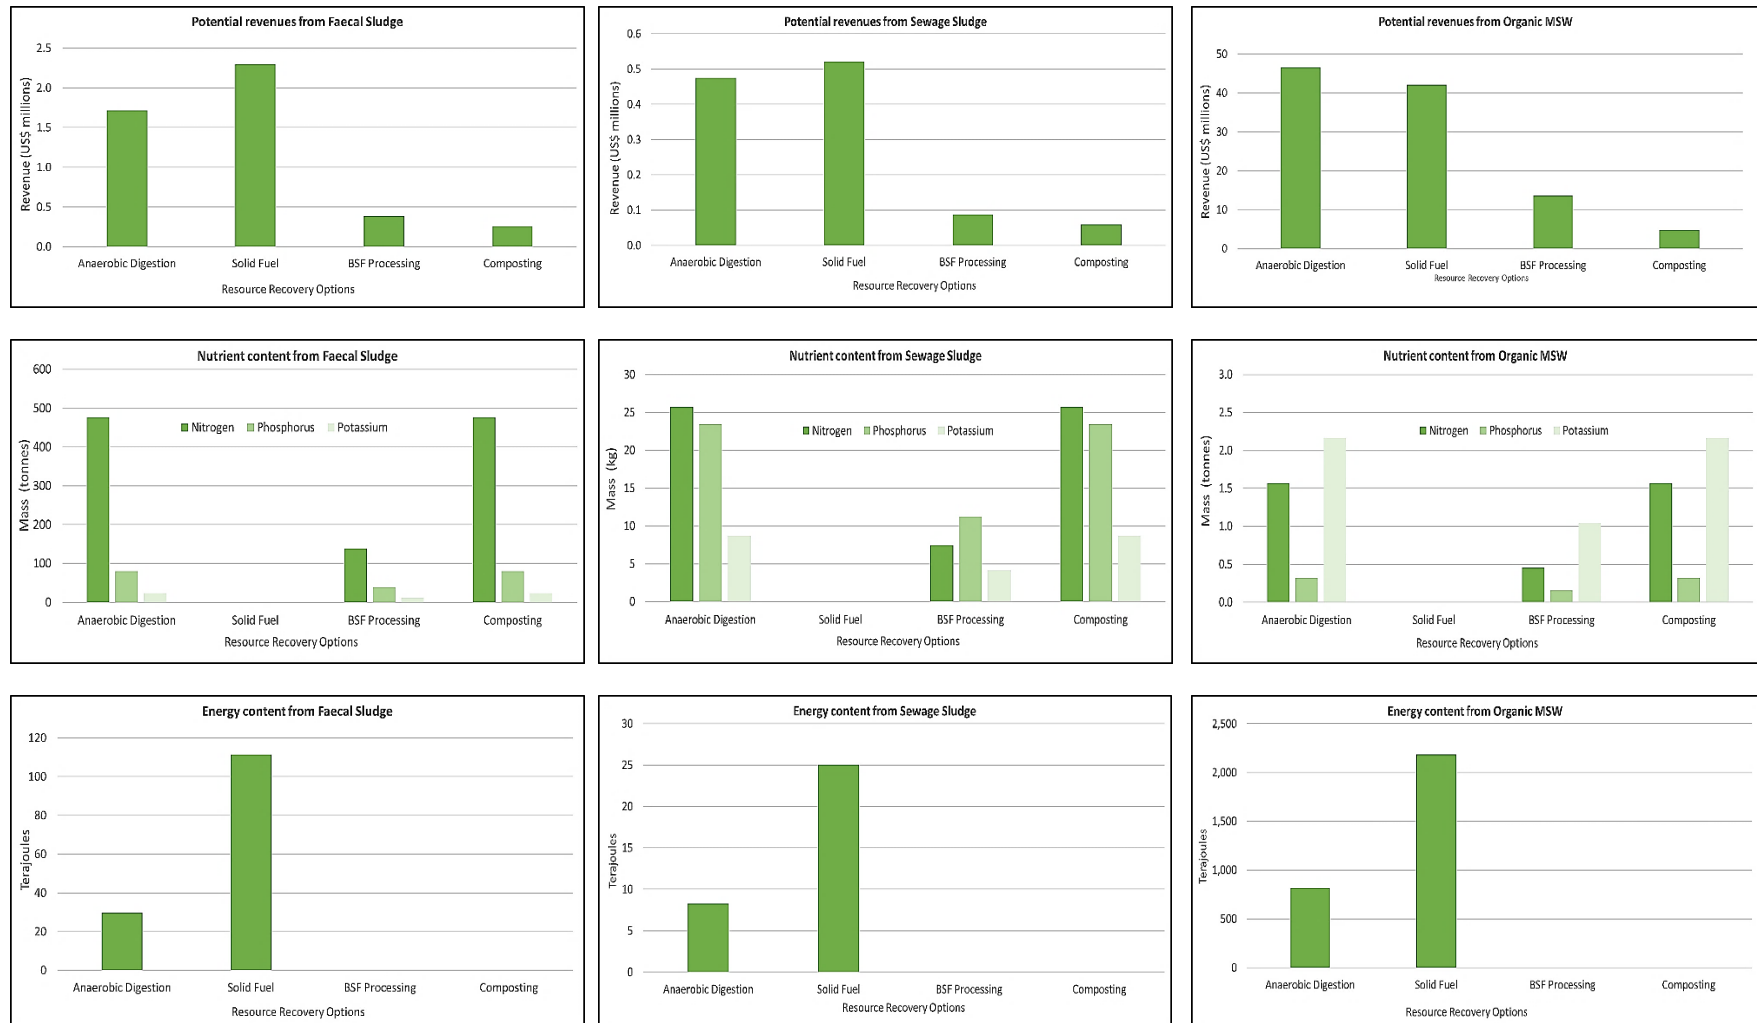 Potential revenues from Faecal Sludge
Revenue (US$ millions)
2.5
2.0
1.5
1.0
0.5
0.0
Anaerobic Digestion Solid Fuel BSF Processing Composting
Resource Recovery Options
Potential revenues from Sewage Sludge
Revenue (US$ millions)
0.6
0.5
0.4
0.3
0.2
0.1
0.0
Anaerobic Digestion Solid Fuel BSF Processing Composting
Resource Recovery Options
Potential revenues from Organic MSW
Revenue (US$ millions)
50
40
30
20
10
0
Anaerobic Digestion Solid Fuel BSF Processing Composting
Resource Recovery Options
Nutrient content from Faecal Sludge
Mass (tonnes)
600
500
400
300
200
100
0
Nitrogen Phosphorus Potassium
Anaerobic Digestion Solid Fuel BSF Processing Composting
Resource Recovery Options
Nutrient content from Sewage Sludge
Mass (kg)
30
25
20
15
10
5
0
Nitrogen Phosphorus Potassium
Anaerobic Digestion Solid Fuel BSF Processing Composting
Resource Recovery Options
Nutrient content from Organic MSW
Mass (tonnes)
3.0
2.5
2.0
1.5
1.0
0.5
0.0
Nitrogen Phosphorus Potassium
Anaerobic Digestion Solid Fuel BSF Processing Composting
Resource Recovery Options
Energy content from Faecal Sludge
Terajoules
120
100
80
60
40
20
0
Anaerobic Digestion Solid Fuel BSF Processing Composting
Resource Recovery Options
Energy content from Sewage Sludge
Terajoules
30
25
20
15
10
5
0
Anaerobic Digestion Solid Fuel BSF Processing Composting
Resource Recovery Options
Energy content from Organic MSW
Terajoules
2,500
2,000
1,500
1,000
500
0
Anaerobic Digestion Solid Fuel BSF Processing Composting
Resource Recovery Options